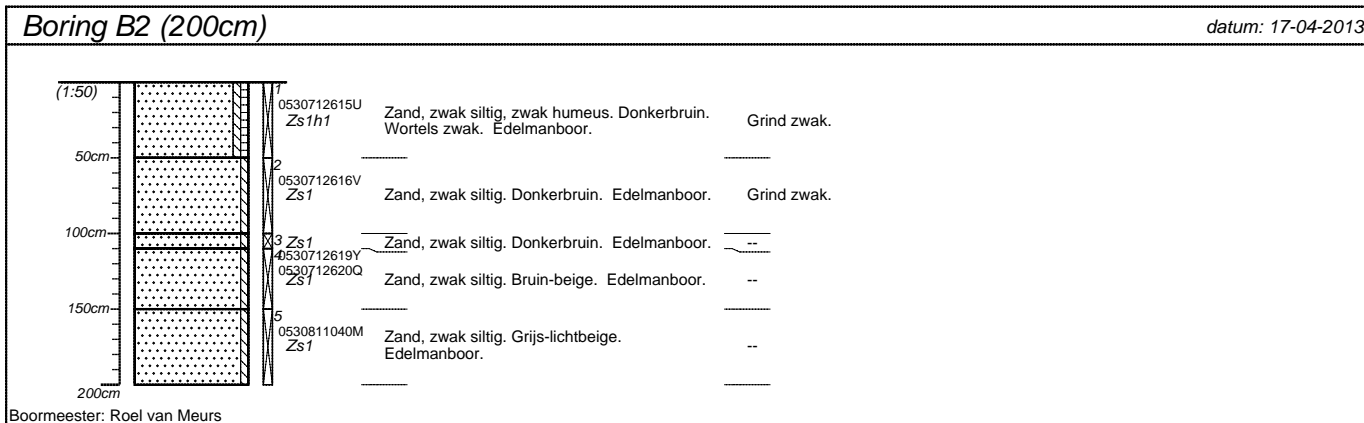 Boring B2 (200cm)
datum: 17-04-2013
(1:50)
1
0530712615U
Zs1h1
Zand, zwak siltig, zwak humeus. Donkerbruin.
Wortels zwak. Edelmanboor.
Grind zwak.
50cm
2
0530712616V
Zs1
Zand, zwak siltig. Donkerbruin. Edelmanboor.
Grind zwak.
100cm
3
Zs1
Zand, zwak siltig. Donkerbruin. Edelmanboor.
--
0530712619Y
4
0530712620Q
Zs1
Zand, zwak siltig. Bruin-beige. Edelmanboor.
--
150cm
5
0530811040M
Zs1
Zand, zwak siltig. Grijs-lichtbeige.
Edelmanboor.
--
200cm
Boormeester: Roel van Meurs